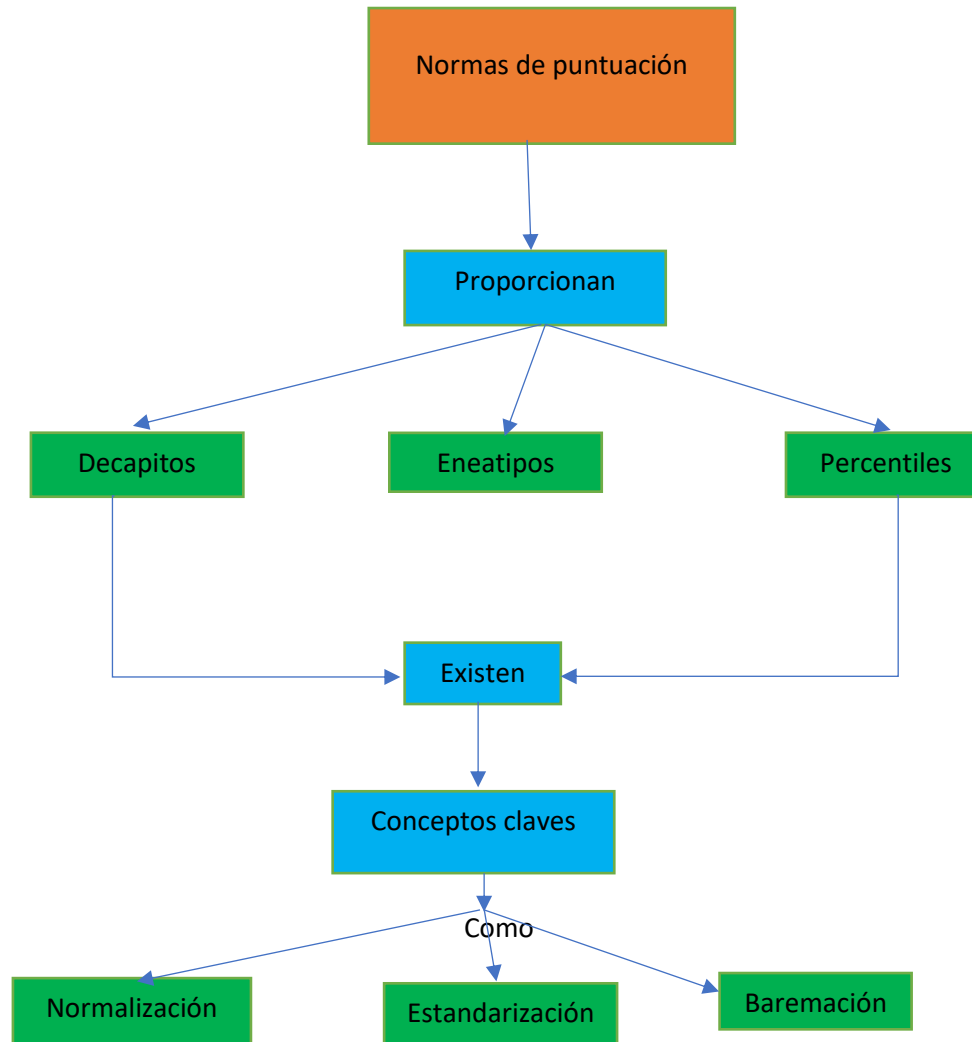 Normas de puntuación
Proporcionan
Decapitos
Eneatipos
Percentiles
Existen
Conceptos claves
Como
Normalización
Estandarización
Baremación